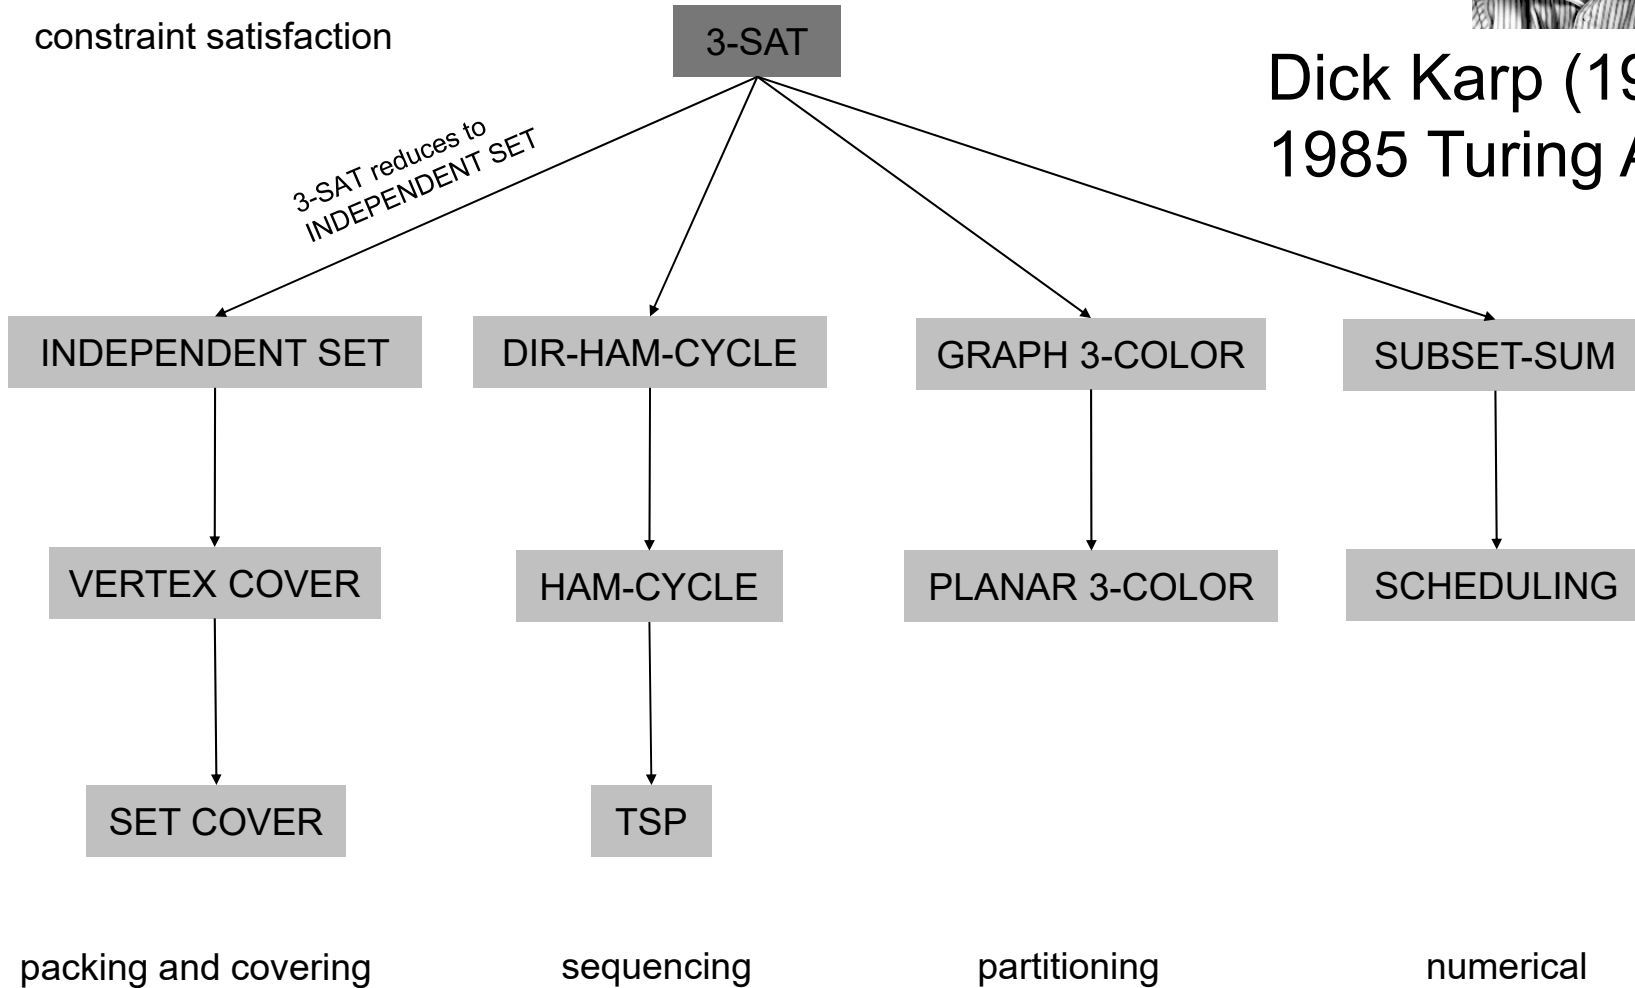 constraint satisfaction
3-SAT
Dick Karp (19
1985 Turing A
3-SAT reduces to
INDEPENDENT SET
INDEPENDENT SET
DIR-HAM-CYCLE
GRAPH 3-COLOR
SUBSET-SUM
VERTEX COVER
HAM-CYCLE
PLANAR 3-COLOR
SCHEDULING
SET COVER
TSP
packing and covering
sequencing
partitioning
numerical